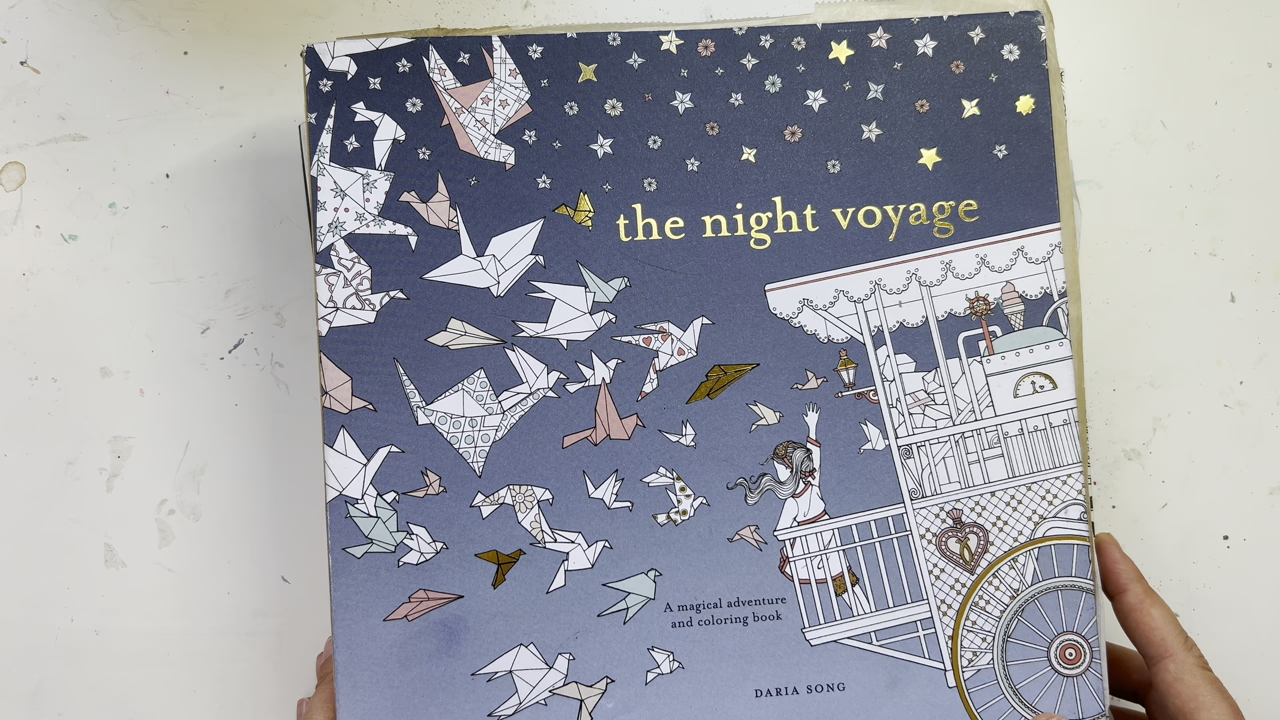 the night voyage
A magical adventure
and coloring book
DARIA SONG